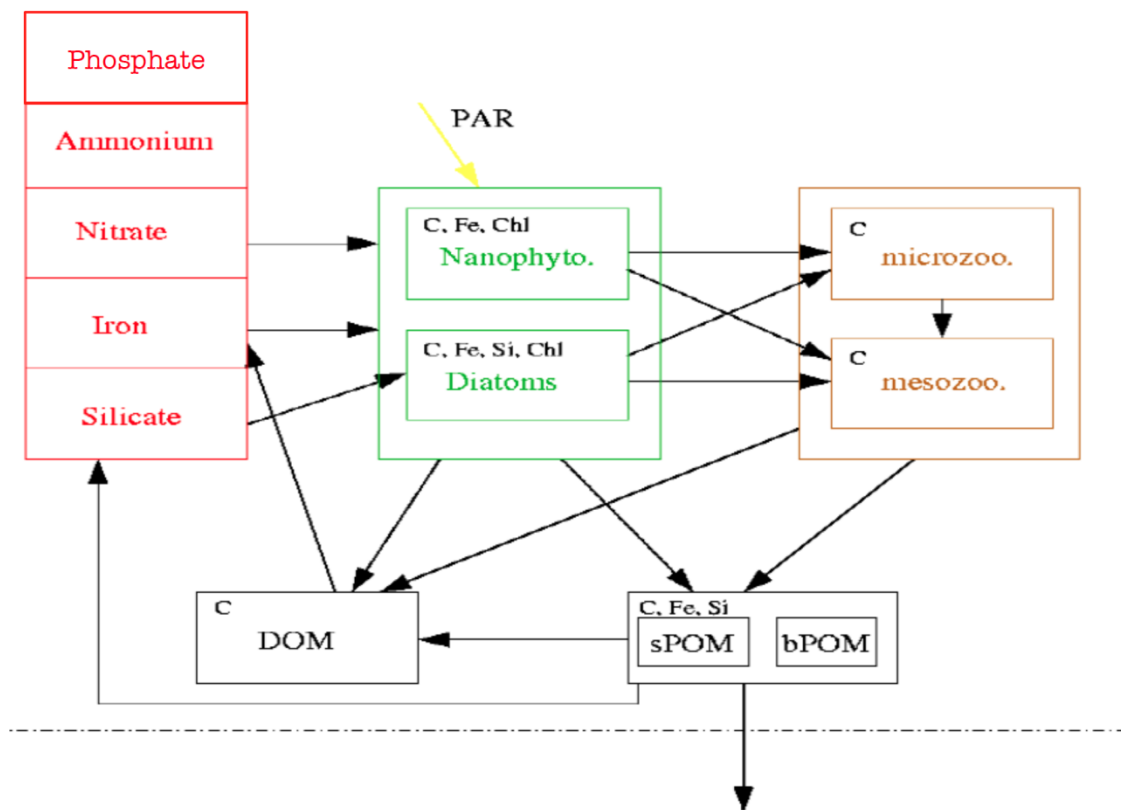 Phosphate
Ammonium
Nitrate
Iron
Silicate
PAR
C, Fe, Chl
Nanophyto.
C, Fe, Si, Chl
Diatoms
C
microzoo.
C
mesozoo.
C
DOM
C, Fe, Si
sPOM
bPOM